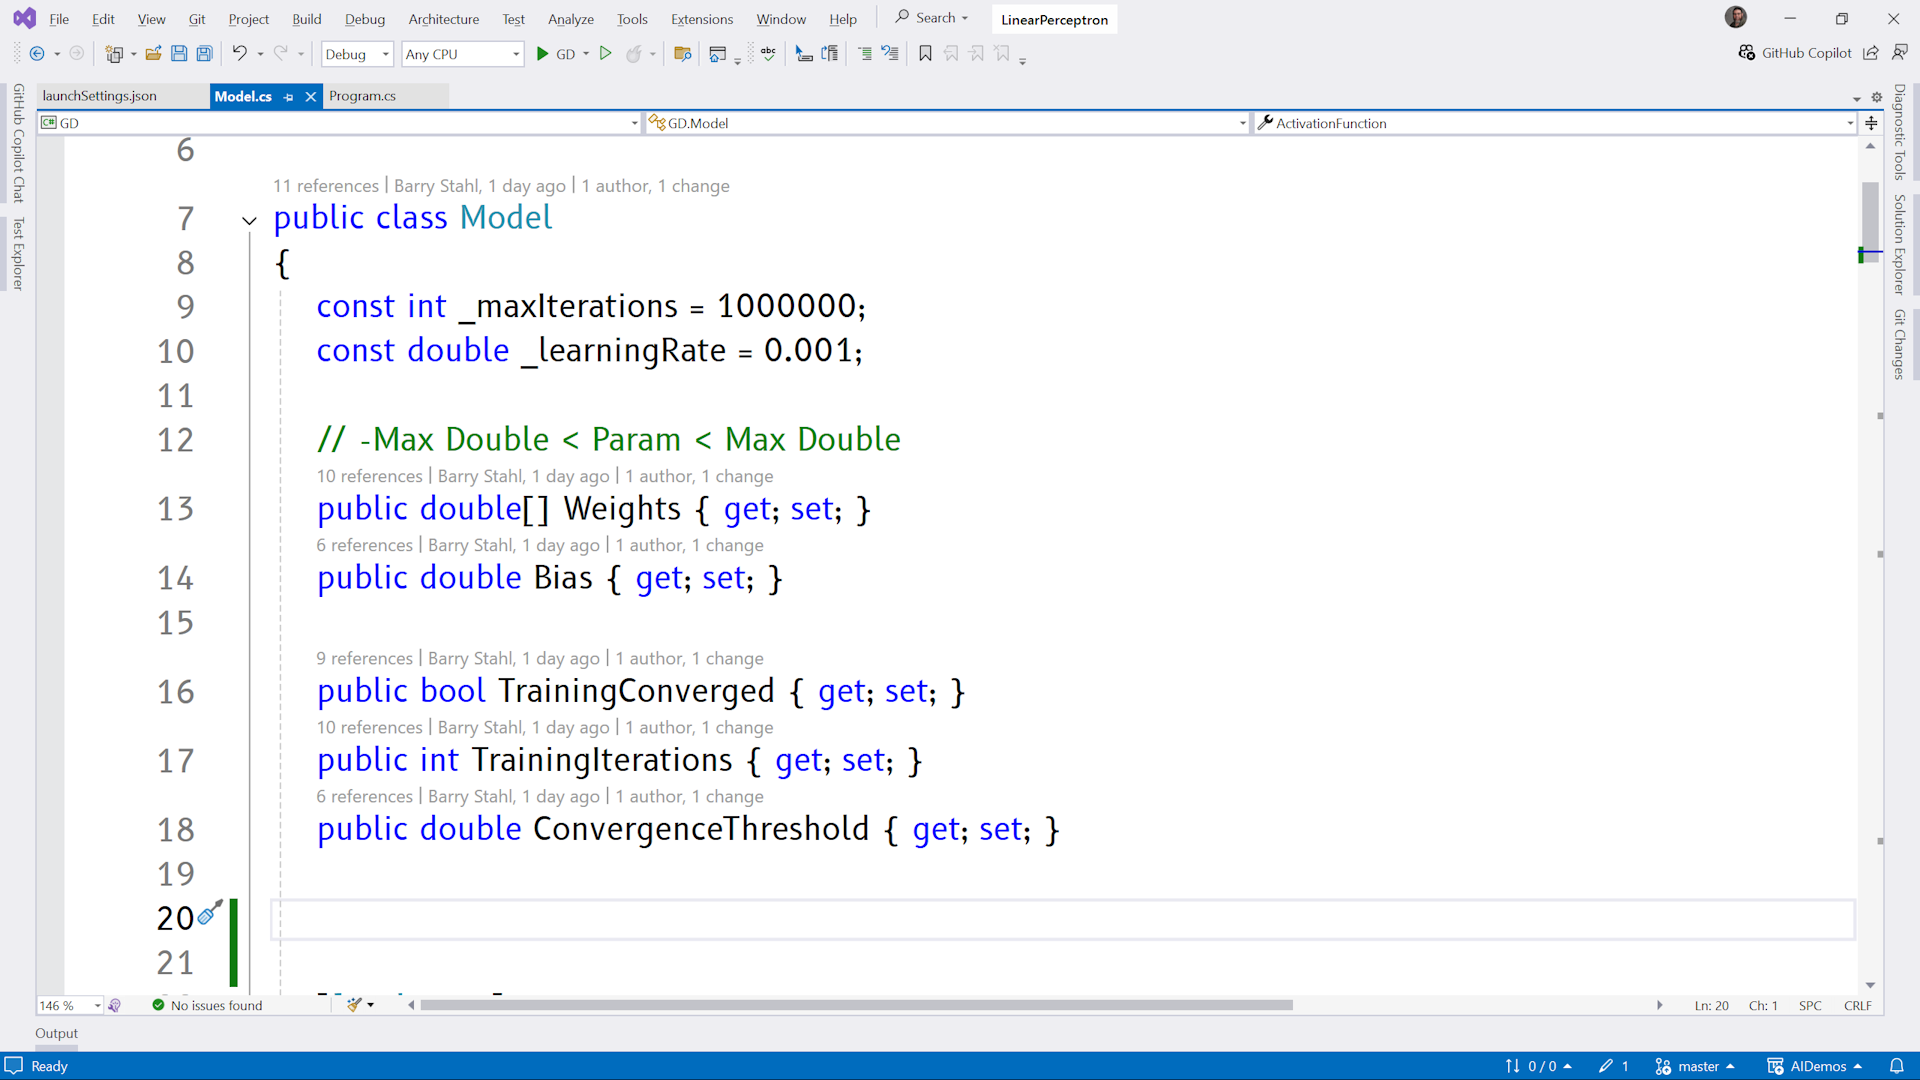 File Edit View Git Project Build Debug Architecture Test Analyze Tools Extensions Window Help Search LinearPerceptron
Debug Any CPU GD abc GitHub Copilot
launchSettings.json Model.cs Program.cs
C# GD GD.Model ActivationFunction
GitHub Copilot Chat
Test Explorer
6
11 references | Barry Stahl, 1 day ago | 1 author, 1 change
7 public class Model
8 {
9 const int _maxIterations = 1000000;
10 const double _learningRate = 0.001;
11
12 // -Max Double < Param < Max Double
10 references | Barry Stahl, 1 day ago | 1 author, 1 change
13 public double[] Weights { get; set; }
6 references | Barry Stahl, 1 day ago | 1 author, 1 change
14 public double Bias { get; set; }
15
9 references | Barry Stahl, 1 day ago | 1 author, 1 change
16 public bool TrainingConverged { get; set; }
10 references | Barry Stahl, 1 day ago | 1 author, 1 change
17 public int TrainingIterations { get; set; }
6 references | Barry Stahl, 1 day ago | 1 author, 1 change
18 public double ConvergenceThreshold { get; set; }
19
20
21
Diagnostic Tools
Solution Explorer
Git Changes
146 % No issues found Ln: 20 Ch: 1 SPC CRLF
Output
Ready 0 / 0 1 master AIDemos